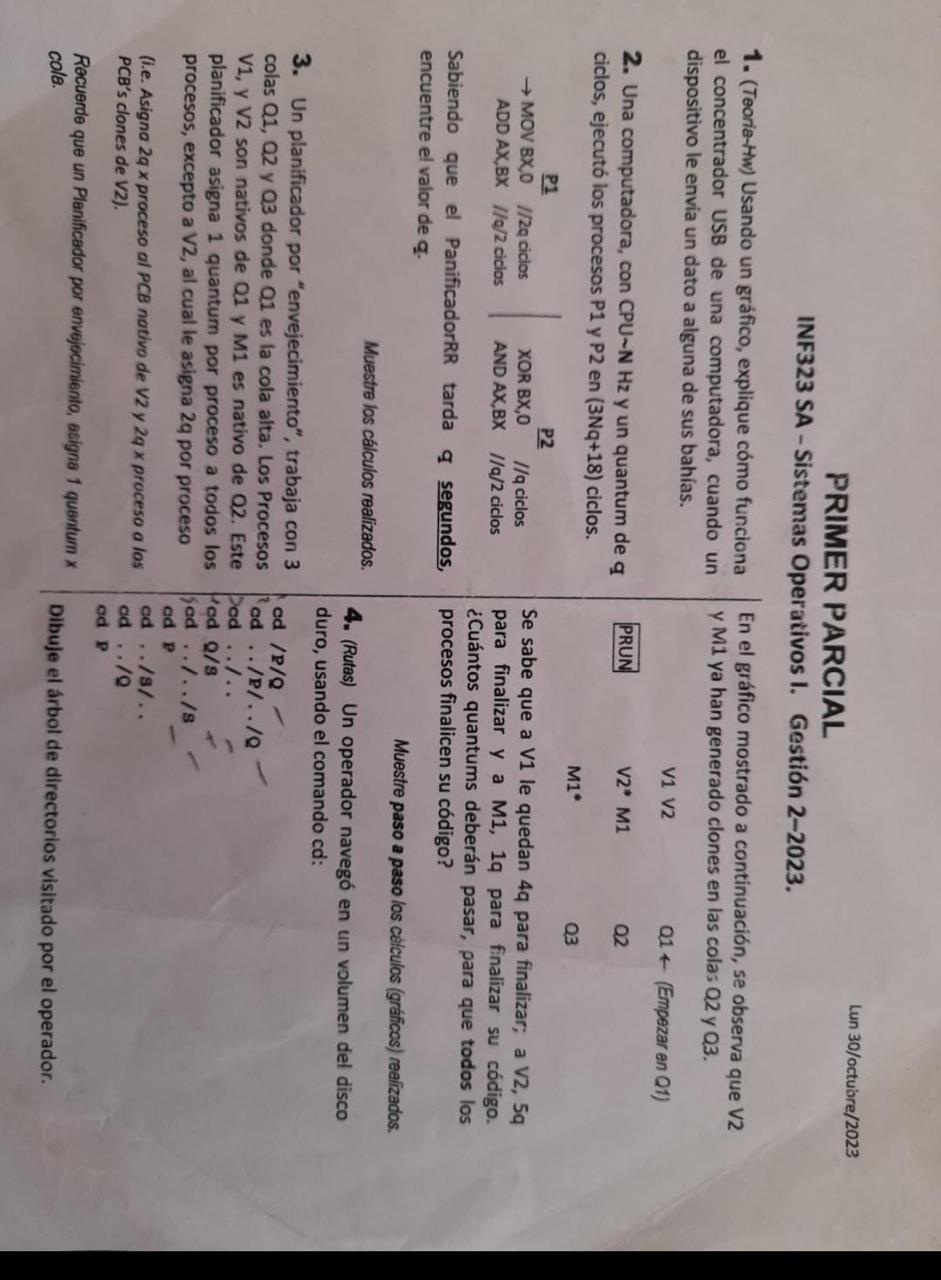 Lun 30/octubre/2023
PRIMER PARCIAL
INF323 SA – Sistemas Operativos I. Gestión 2–2023.
1. (Teoría-Hw) Usando un gráfico, explique cómo funciona
el concentrador USB de una computadora, cuando un
dispositivo le envía un dato a alguna de sus bahías.
2. Una computadora, con CPU~N Hz y un quantum de q
ciclos, ejecutó los procesos P1 y P2 en (3Nq+18) ciclos.
P1 P2
→ MOV BX,0 //2q ciclos XOR BX,0 //q ciclos
ADD AX,BX //q/2 ciclos AND AX,BX //q/2 ciclos
Sabiendo que el PanificadorRR tarda q segundos,
encuentre el valor de q.
Muestre los cálculos realizados.
3. Un planificador por "envejecimiento", trabaja con 3
colas Q1, Q2 y Q3 donde Q1 es la cola alta. Los Procesos
V1, y V2 son nativos de Q1 y M1 es nativo de Q2. Este
planificador asigna 1 quantum por proceso a todos los
procesos, excepto a V2, al cual le asigna 2q por proceso
(i.e. Asigna 2q x proceso al PCB nativo de V2 y 2q x proceso a los
PCB's clones de V2).
Recuerde que un Planificador por envejecimiento, asigna 1 quantum x
cola.
En el gráfico mostrado a continuación, se observa que V2
y M1 ya han generado clones en las colas Q2 y Q3.
V1 V2 Q1 ← (Empezar en Q1)
PRUN V2* M1 Q2
M1* Q3
Se sabe que a V1 le quedan 4q para finalizar; a V2, 5q
para finalizar y a M1, 1q para finalizar su código.
¿Cuántos quantums deberán pasar, para que todos los
procesos finalicen su código?
Muestre paso a paso los cálculos (gráficos) realizados.
4. (Rutas) Un operador navegó en un volumen del disco
duro, usando el comando cd:
cd /P/Q
cd ../P/../Q
cd ../..
cd Q/S
cd ../../S
cd P
cd ../S/..
cd ../Q
cd P
Dibuje el árbol de directorios visitado por el operador.